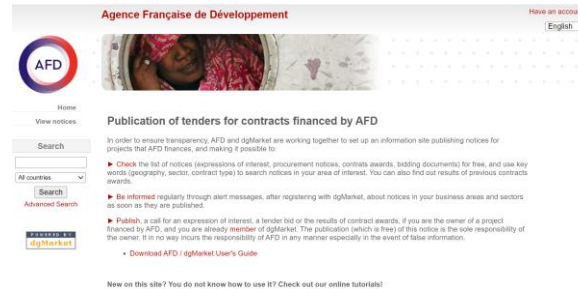 Agence Française de Développement
Have an accou
English
AFD
Home
View notices
Search
All countries
Search
Advanced Search
POWERED BY
dgMarket
Publication of tenders for contracts financed by AFD
In order to ensure transparency, AFD and dgMarket are working together to set up an information site publishing notices for
projects that AFD finances, and making it possible to:
► Check the list of notices (expressions of interest, procurement notices, contrats awards, bidding documents) for free, and use key
words (geography, sector, contract type) to search notices in your area of interest. You can also find out results of previous contracts
awards.
► Be informed regularly through alert messages, after registering with dgMarket, about notices in your business areas and sectors
as soon as they are published.
► Publish, a call for an expression of interest, a tender bid or the results of contract awards, if you are the owner of a project
financed by AFD, and you are already member of dgMarket. The publication (which is free) of this notice is the sole responsibility of
the owner. It in no way incurs the responsibility of AFD in any manner especially in the event of false information.
• Download AFD / dgMarket User's Guide
New on this site? You do not know how to use it? Check out our online tutorials!